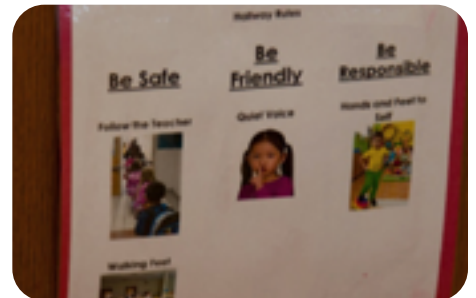 Hallway Rules
Be Safe
Follow the Teacher
Walking Feet
Be
Friendly
Quiet Voice
Be
Responsible
Hands and Feet to
Self